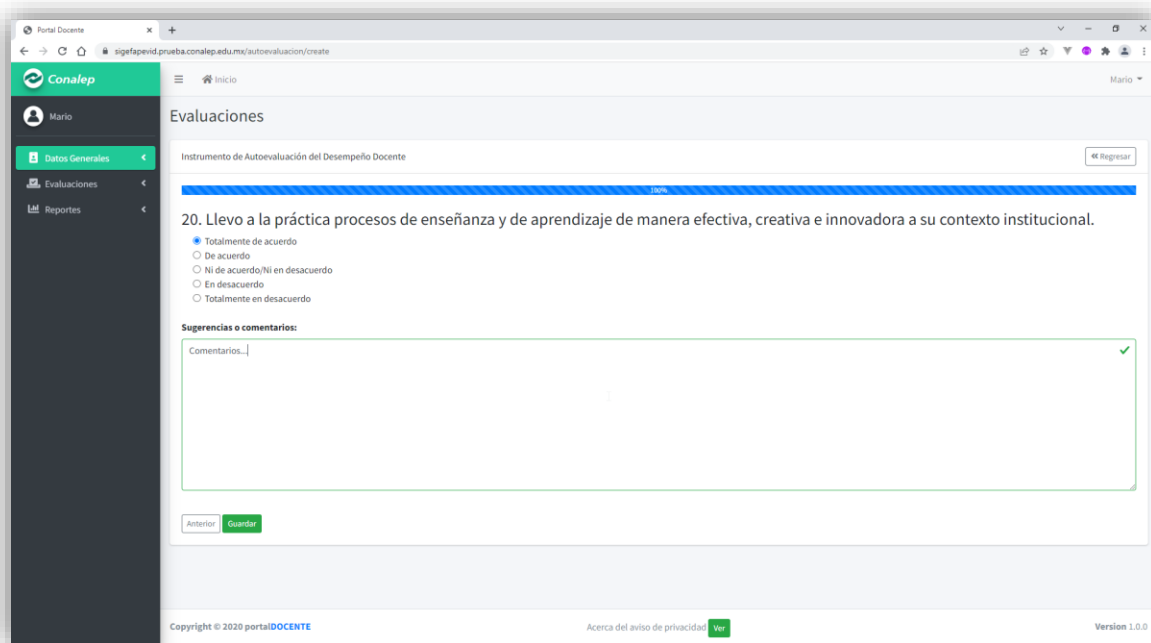 Portal Docente
sigefapevid.prueba.conalep.edu.mx/autoevaluacion/create
Conalep
Inicio
Mario
Mario
Evaluaciones
Datos Generales
Evaluaciones
Reportes
Instrumento de Autoevaluación del Desempeño Docente
Regresar
100%
20. Llevo a la práctica procesos de enseñanza y de aprendizaje de manera efectiva, creativa e innovadora a su contexto institucional.
Totalmente de acuerdo
De acuerdo
Ni de acuerdo/Ni en desacuerdo
En desacuerdo
Totalmente en desacuerdo
Sugerencias o comentarios:
Comentarios...
Anterior
Guardar
Copyright © 2020 portalDOCENTE
Acerca del aviso de privacidad Ver
Version 1.0.0